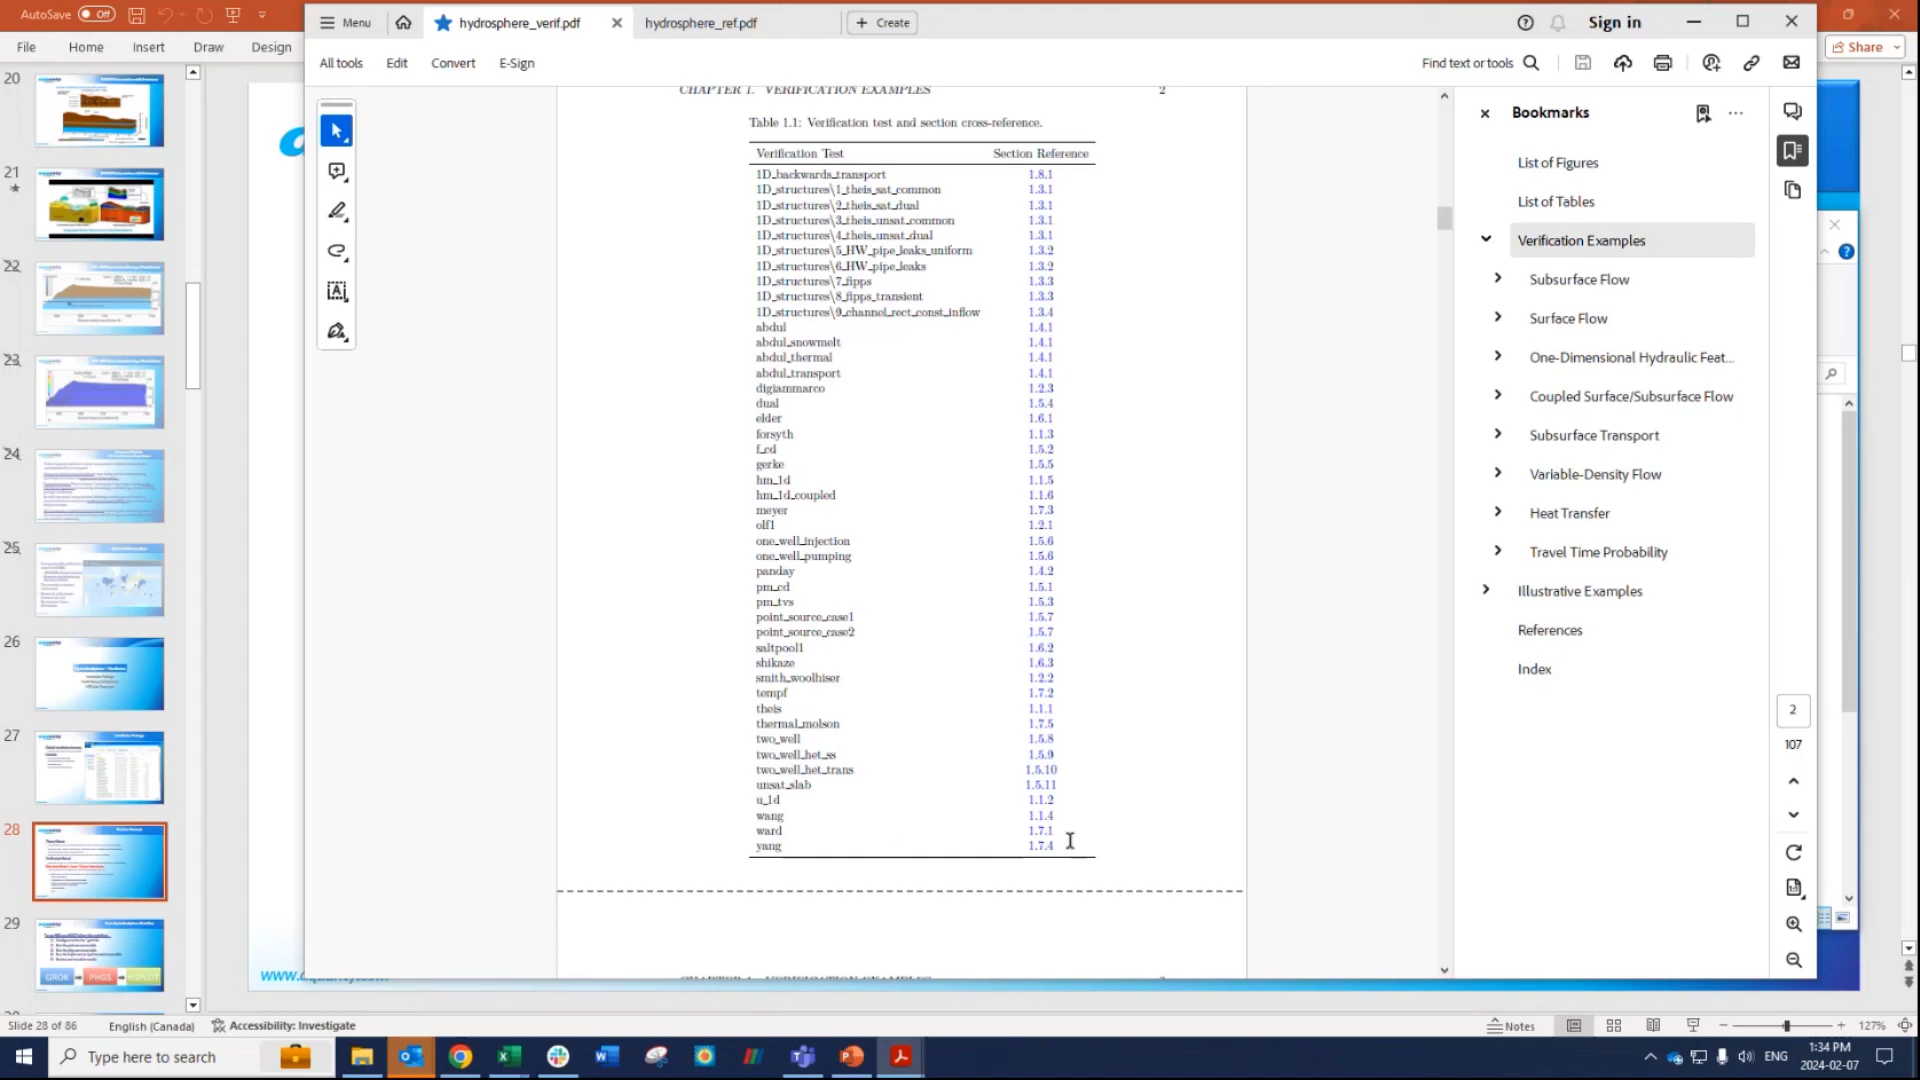 AutoSave Off
File Home Insert Draw Design
Share
Menu
hydrosphere_verif.pdf
hydrosphere_ref.pdf
Create
Sign in
All tools Edit Convert E-Sign
Find text or tools
CHAPTER 1. VERIFICATION EXAMPLES 2
Table 1.1: Verification test and section cross-reference.
Verification Test Section Reference
1D_backwards_transport 1.8.1
1D_structures\1_theis_sat_common 1.3.1
1D_structures\2_theis_sat_dual 1.3.1
1D_structures\3_theis_unsat_common 1.3.1
1D_structures\4_theis_unsat_dual 1.3.1
1D_structures\5_HW_pipe_leaks_uniform 1.3.2
1D_structures\6_HW_pipe_leaks 1.3.2
1D_structures\7_fipps 1.3.3
1D_structures\8_fipps_transient 1.3.3
1D_structures\9_channel_rect_const_inflow 1.3.4
abdul 1.4.1
abdul_snowmelt 1.4.1
abdul_thermal 1.4.1
abdul_transport 1.4.1
digiammarco 1.2.3
dual 1.5.4
elder 1.6.1
forsyth 1.1.3
f_cd 1.5.2
gerke 1.5.5
hm_1d 1.1.5
hm_1d_coupled 1.1.6
meyer 1.7.3
olf1 1.2.1
one_well_injection 1.5.6
one_well_pumping 1.5.6
panday 1.4.2
pm_cd 1.5.1
pm_tvs 1.5.3
point_source_case1 1.5.7
point_source_case2 1.5.7
saltpool1 1.6.2
shikaze 1.6.3
smith_woolhiser 1.2.2
tempf 1.7.2
theis 1.1.1
thermal_molson 1.7.5
two_well 1.5.8
two_well_het_ss 1.5.9
two_well_het_trans 1.5.10
unsat_slab 1.5.11
u_1d 1.1.2
wang 1.1.4
ward 1.7.1
yang 1.7.4
Bookmarks
List of Figures
List of Tables
Verification Examples
Subsurface Flow
Surface Flow
One-Dimensional Hydraulic Feat...
Coupled Surface/Subsurface Flow
Subsurface Transport
Variable-Density Flow
Heat Transfer
Travel Time Probability
Illustrative Examples
References
Index
2
107
20
21
22
23
24
25
26
27
28
29
GROK PHGS HSPLOT
www.
Slide 28 of 86
English (Canada)
Accessibility: Investigate
Notes
127%
Type here to search
ENG
1:34 PM
2024-02-07